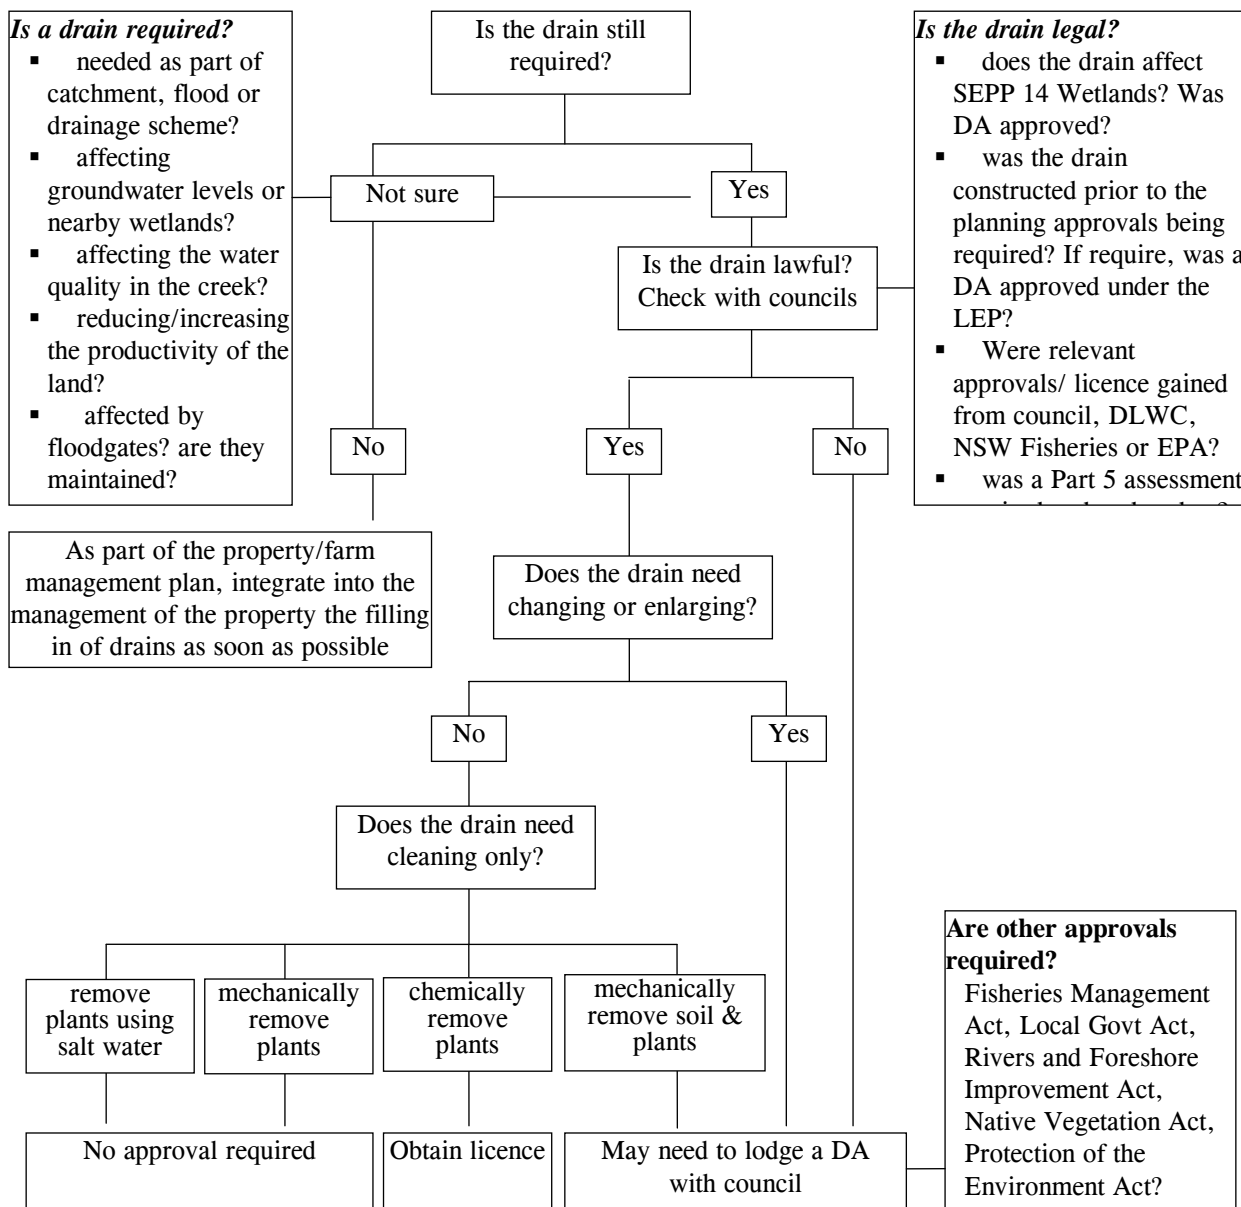 Is a drain required?
▪ needed as part of
catchment, flood or
drainage scheme?
▪ affecting
groundwater levels or
nearby wetlands?
▪ affecting the water
quality in the creek?
▪ reducing/increasing
the productivity of the
land?
▪ affected by
floodgates? are they
maintained?
Is the drain still
required?
Is the drain legal?
▪ does the drain affect
SEPP 14 Wetlands? Was
DA approved?
▪ was the drain
constructed prior to the
planning approvals being
required? If require, was a
DA approved under the
LEP?
▪ Were relevant
approvals/ licence gained
from council, DLWC,
NSW Fisheries or EPA?
▪ was a Part 5 assessment
Not sure
Yes
Is the drain lawful?
Check with councils
No
Yes
No
As part of the property/farm
management plan, integrate into the
management of the property the filling
in of drains as soon as possible
Does the drain need
changing or enlarging?
No
Yes
Does the drain need
cleaning only?
remove
plants using
salt water
mechanically
remove
plants
chemically
remove
plants
mechanically
remove soil &
plants
No approval required
Obtain licence
May need to lodge a DA
with council
Are other approvals
required?
Fisheries Management
Act, Local Govt Act,
Rivers and Foreshore
Improvement Act,
Native Vegetation Act,
Protection of the
Environment Act?